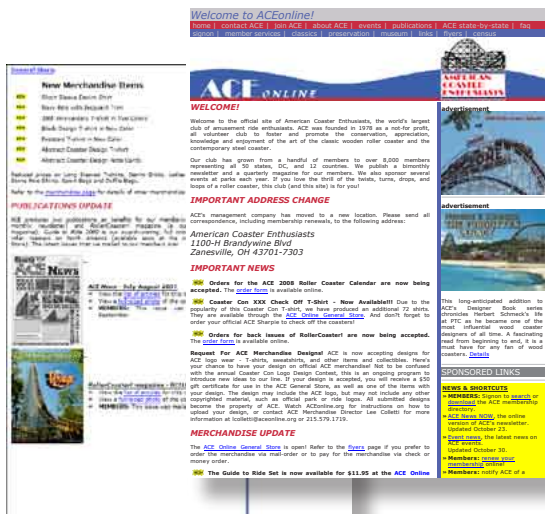 Welcome to ACEonline!
home | contact ACE | join ACE | about ACE | events | publications | ACE state-by-state | faq
signon | member services | classics | preservation | museum | links | flyers | census
ACE ONLINE
AMERICAN
COASTER
ENTHUSIASTS
WELCOME!
Welcome to the official site of American Coaster Enthusiasts, the world's largest
club of amusement ride enthusiasts. ACE was founded in 1978 as a not-for-profit,
all volunteer club to foster and promote the conservation, appreciation,
knowledge and enjoyment of the art of the classic wooden roller coaster and the
contemporary steel coaster.
Our club has grown from a handful of members to over 8,000 members
representing all 50 states, DC, and 12 countries. We publish a bimonthly
newsletter and a quarterly magazine for our members. We also sponsor several
events at parks each year. If you love the thrill of the twists, turns, drops, and
loops of a roller coaster, this club (and this site) is for you!
IMPORTANT ADDRESS CHANGE
ACE's management company has moved to a new location. Please send all
correspondence, including membership renewals, to the following address:
American Coaster Enthusiasts
1100-H Brandywine Blvd
Zanesville, OH 43701-7303
IMPORTANT NEWS
Orders for the ACE 2008 Roller Coaster Calendar are now being
accepted. The order form is available online.
Coaster Con XXX Check Off T-Shirt - Now Available!!! Due to the
popularity of this Coaster Con T-shirt, we have produced an additional 72 shirts.
They are available through the ACE Online General Store. And don't forget to
order your official ACE Sharpie to check off the coasters!
Orders for back issues of RollerCoaster! are now being accepted.
The order form is available online.
Request For ACE Merchandise Designs! ACE is now accepting designs for
ACE logo wear - T-shirts, sweatshirts, and other items and collectibles. Here's
your chance to have your design on official ACE merchandise! Not to be confused
with the annual Coaster Con Logo Design Contest, this is an ongoing program to
introduce new ideas to our line. If your design is accepted, you will receive a $50
gift certificate for use in the ACE General Store, as well as one of the items with
your design. The design may include the ACE logo, but may not include any other
copyrighted material, such as official park or ride logos. All submitted designs
become the property of ACE. Watch ACEonline.org for instructions on how to
upload your design, or contact ACE Merchandise Director Lee Collett for more
information at lcollett@aceonline.org or 215.579.1719.
MERCHANDISE UPDATE
The ACE Online General Store is open! Refer to the flyers page if you prefer to
order the merchandise via mail-order or to pay for the merchandise via check or
money order.
The Guide to Ride Set is now available for $11.95 at the ACE Online
advertisement
advertisement
This long-anticipated addition to
ACE's Designer Book series
chronicles Herbert Schmeck's life
at PTC as he became one of the
most influential wood coaster
designers of all time. A fascinating
read from beginning to end, it is a
must have for any fan of wood
coasters. Details
SPONSORED LINKS
NEWS & SHORTCUTS
» MEMBERS: Signon to search or
download the ACE membership
directory.
» ACE News NOW, the online
version of ACE's newsletter.
Updated October 23.
» Event news, the latest news on
ACE events.
Updated October 30.
» Members: renew your
membership online!
» Members: notify ACE of a
General Store
New Merchandise Items
PUBLICATIONS UPDATE
ACE NEWS
ACE News - July August 2007